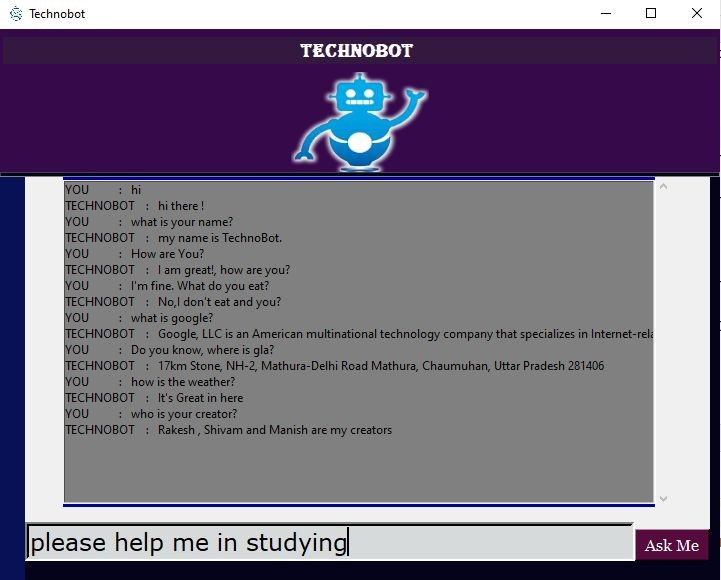 Technobot
TECHNOBOT
YOU : hi
TECHNOBOT : hi there !
YOU : what is your name?
TECHNOBOT : my name is TechnoBot.
YOU : How are You?
TECHNOBOT : I am great!, how are you?
YOU : I'm fine. What do you eat?
TECHNOBOT : No,I don't eat and you?
YOU : what is google?
TECHNOBOT : Google, LLC is an American multinational technology company that specializes in Internet-rela
YOU : Do you know, where is gla?
TECHNOBOT : 17km Stone, NH-2, Mathura-Delhi Road Mathura, Chaumuhan, Uttar Pradesh 281406
YOU : how is the weather?
TECHNOBOT : It's Great in here
YOU : who is your creator?
TECHNOBOT : Rakesh , Shivam and Manish are my creators
please help me in studying
Ask Me